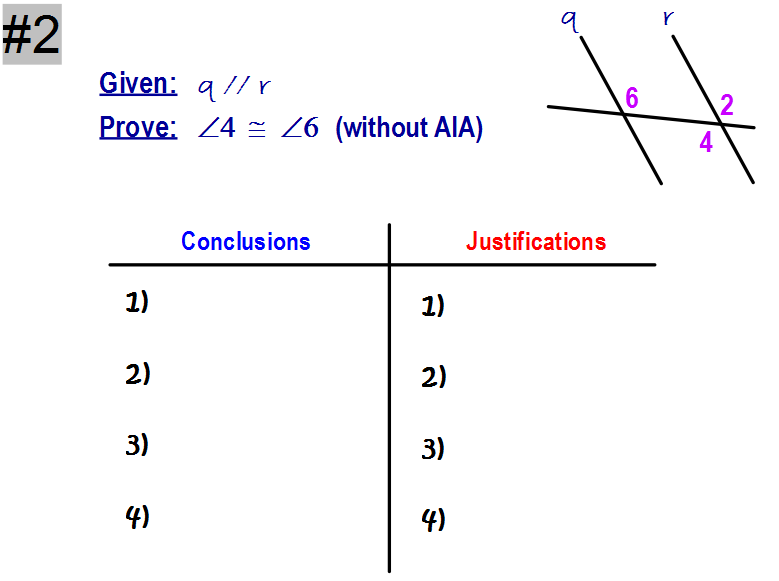 #2
q r
Given: q // r
6 2
Prove: ∠4 ≅ ∠6 (without AIA)
4
Conclusions Justifications
1) 1)
2) 2)
3) 3)
4) 4)